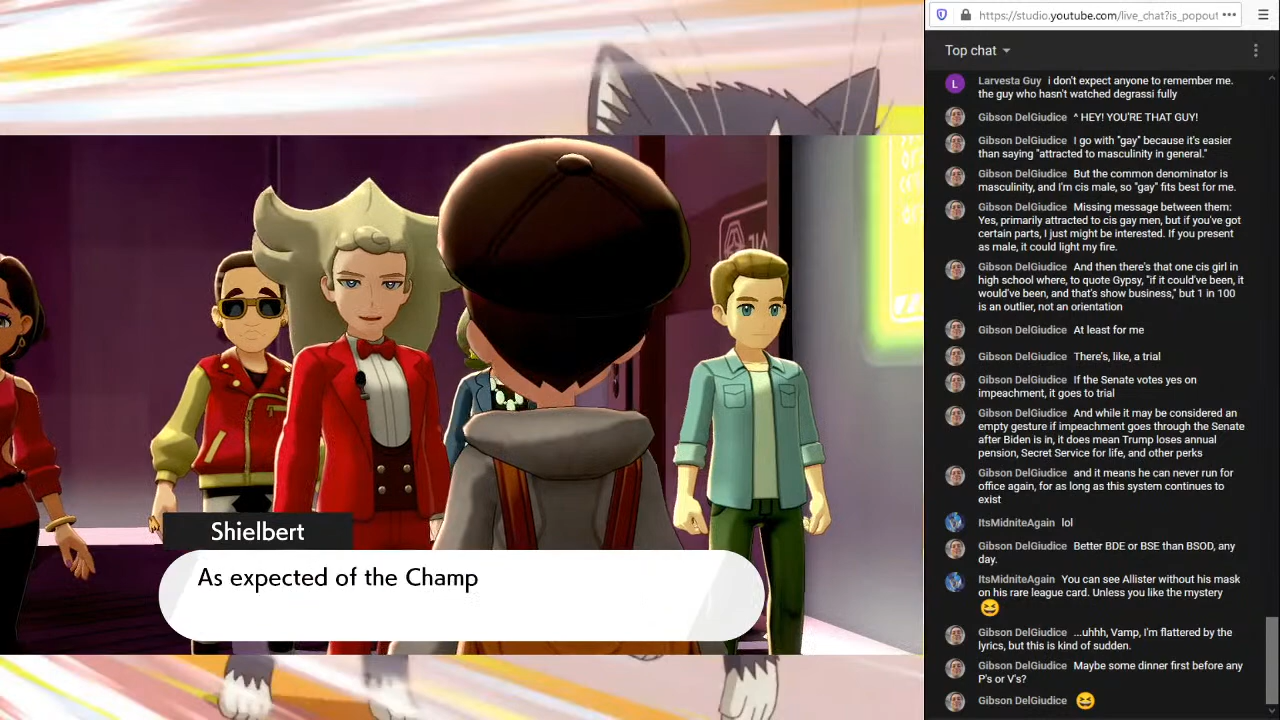 https://studio.youtube.com/live_chat?is_popout
Top chat
L
Larvesta Guy i don't expect anyone to remember me.
the guy who hasn't watched degrassi fully
Gibson DelGiudice ^ HEY! YOU'RE THAT GUY!
Gibson DelGiudice I go with "gay" because it's easier
than saying "attracted to masculinity in general."
Gibson DelGiudice But the common denominator is
masculinity, and I'm cis male, so "gay" fits best for me.
Gibson DelGiudice Missing message between them:
Yes, primarily attracted to cis gay men, but if you've got
certain parts, I just might be interested. If you present
as male, it could light my fire.
Gibson DelGiudice And then there's that one cis girl in
high school where, to quote Gypsy, "if it could've been, it
would've been, and that's show business," but 1 in 100
is an outlier, not an orientation
Gibson DelGiudice At least for me
Gibson DelGiudice There's, like, a trial
Gibson DelGiudice If the Senate votes yes on
impeachment, it goes to trial
Gibson DelGiudice And while it may be considered an
empty gesture if impeachment goes through the Senate
after Biden is in, it does mean Trump loses annual
pension, Secret Service for life, and other perks
Gibson DelGiudice and it means he can never run for
office again, for as long as this system continues to
exist
ItsMidniteAgain lol
Gibson DelGiudice Better BDE or BSE than BSOD, any
day.
ItsMidniteAgain You can see Allister without his mask
on his rare league card. Unless you like the mystery
Gibson DelGiudice ...uhhh, Vamp, I'm flattered by the
lyrics, but this is kind of sudden.
Gibson DelGiudice Maybe some dinner first before any
P's or V's?
Gibson DelGiudice
Shielbert
As expected of the Champ